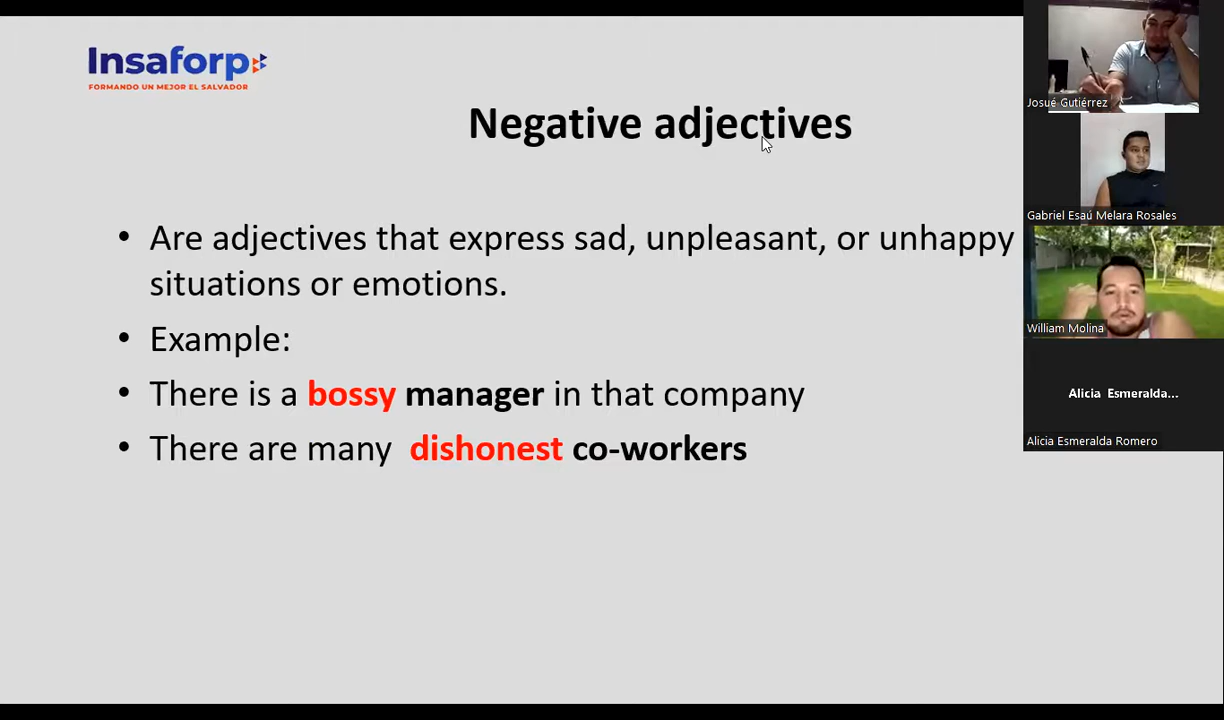 Insaforp
FORMANDO UN MEJOR EL SALVADOR
Negative adjectives
• Are adjectives that express sad, unpleasant, or unhappy
situations or emotions.
• Example:
• There is a bossy manager in that company
• There are many dishonest co-workers
Josué Gutiérrez
Gabriel Esaú Melara Rosales
William Molina
Alicia Esmeralda...
Alicia Esmeralda Romero